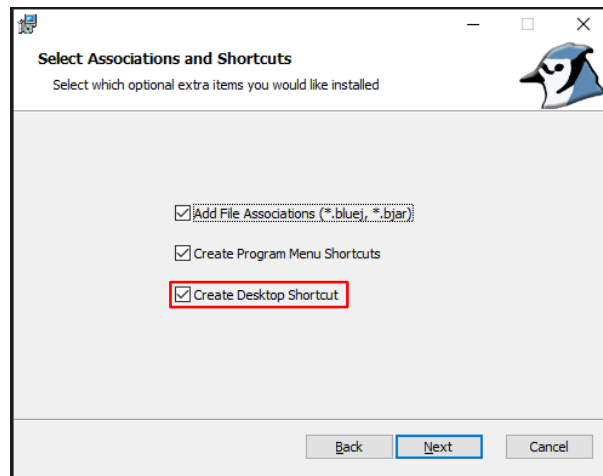 Select Associations and Shortcuts
Select which optional extra items you would like installed
Add File Associations (*.bluej, *.bjar)
Create Program Menu Shortcuts
Create Desktop Shortcut
Back Next Cancel